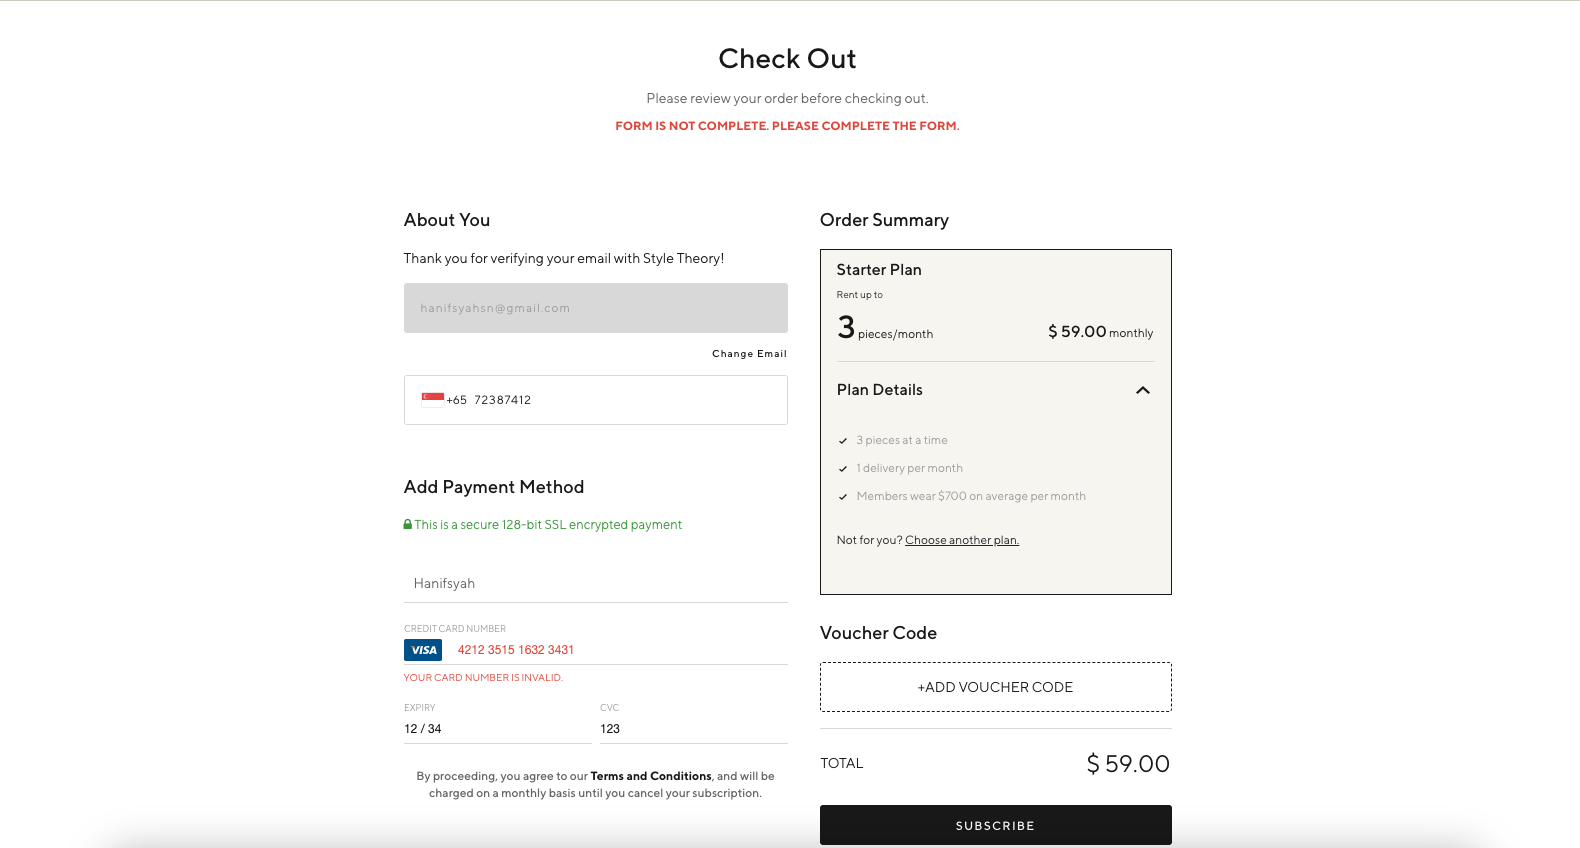 Check Out
Please review your order before checking out.
FORM IS NOT COMPLETE. PLEASE COMPLETE THE FORM.
About You
Thank you for verifying your email with Style Theory!
hanifsyahsn@gmail.com
Change Email
+65 72387412
Add Payment Method
This is a secure 128-bit SSL encrypted payment
Hanifsyah
CREDIT CARD NUMBER
VISA 4212 3515 1632 3431
YOUR CARD NUMBER IS INVALID.
EXPIRY CVC
12 / 34 123
By proceeding, you agree to our Terms and Conditions, and will be
charged on a monthly basis until you cancel your subscription.
Order Summary
Starter Plan
Rent up to
3 pieces/month $ 59.00 monthly
Plan Details
3 pieces at a time
1 delivery per month
Members wear $700 on average per month
Not for you? Choose another plan.
Voucher Code
+ADD VOUCHER CODE
TOTAL $ 59.00
SUBSCRIBE